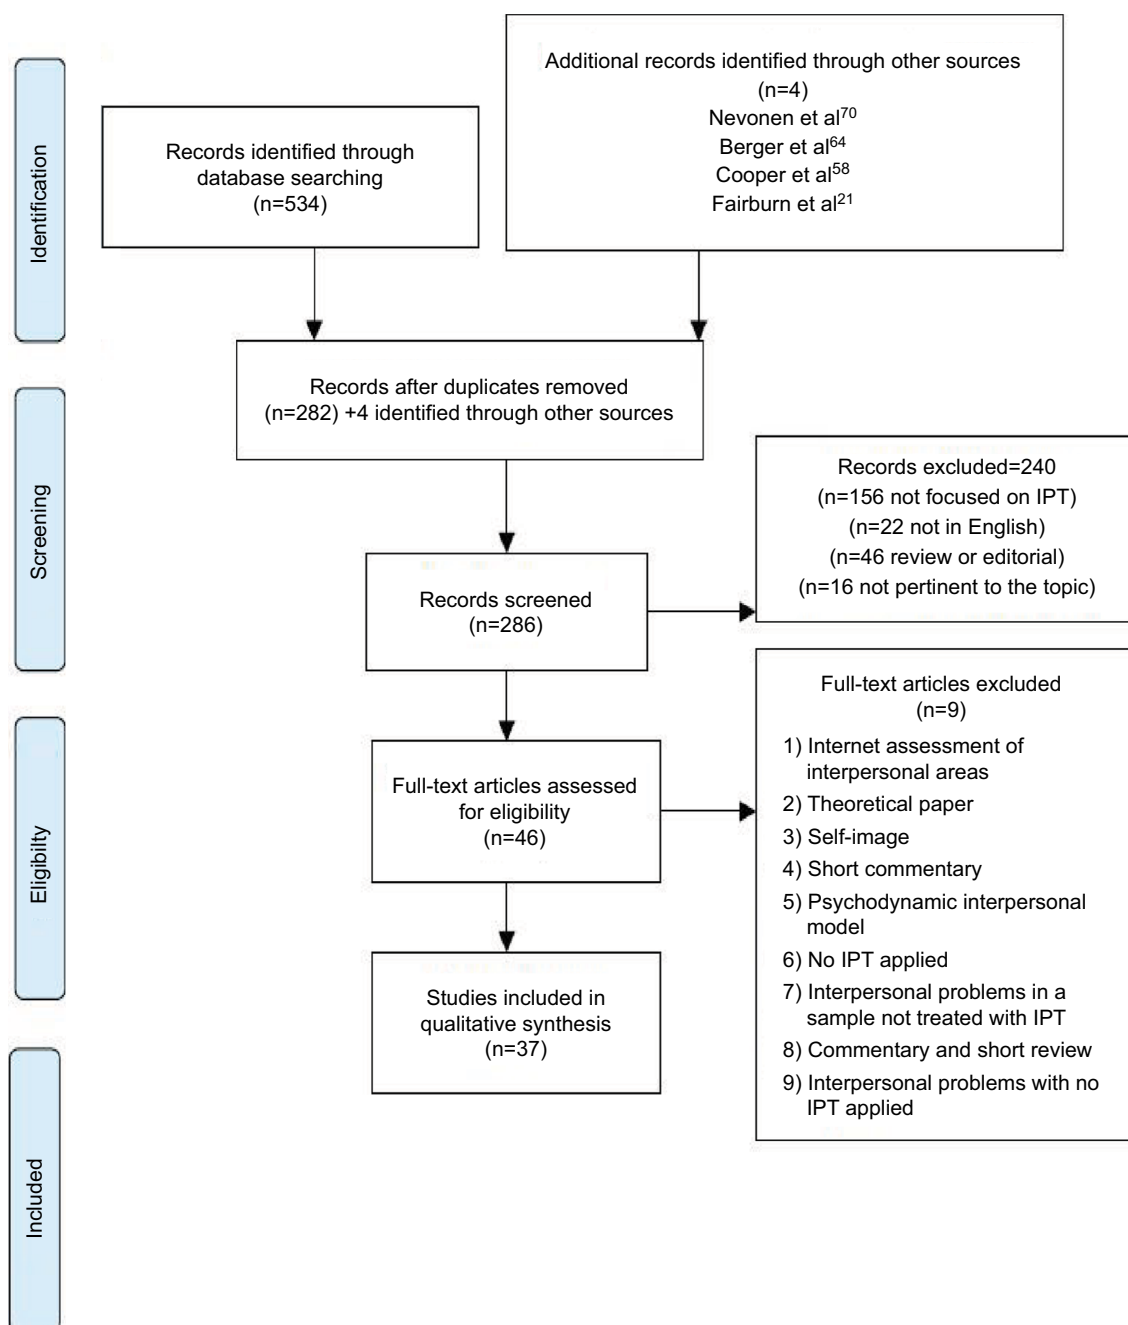 Identification
Records identified through
database searching
(n=534)
Additional records identified through other sources
(n=4)
Nevonen et al70
Berger et al64
Cooper et al58
Fairburn et al21
Records after duplicates removed
(n=282) +4 identified through other sources
Screening
Records screened
(n=286)
Records excluded=240
(n=156 not focused on IPT)
(n=22 not in English)
(n=46 review or editorial)
(n=16 not pertinent to the topic)
Eligibilty
Full-text articles assessed
for eligibility
(n=46)
Full-text articles excluded
(n=9)
1) Internet assessment of
interpersonal areas
2) Theoretical paper
3) Self-image
4) Short commentary
5) Psychodynamic interpersonal
model
6) No IPT applied
7) Interpersonal problems in a
sample not treated with IPT
8) Commentary and short review
9) Interpersonal problems with no
IPT applied
Included
Studies included in
qualitative synthesis
(n=37)